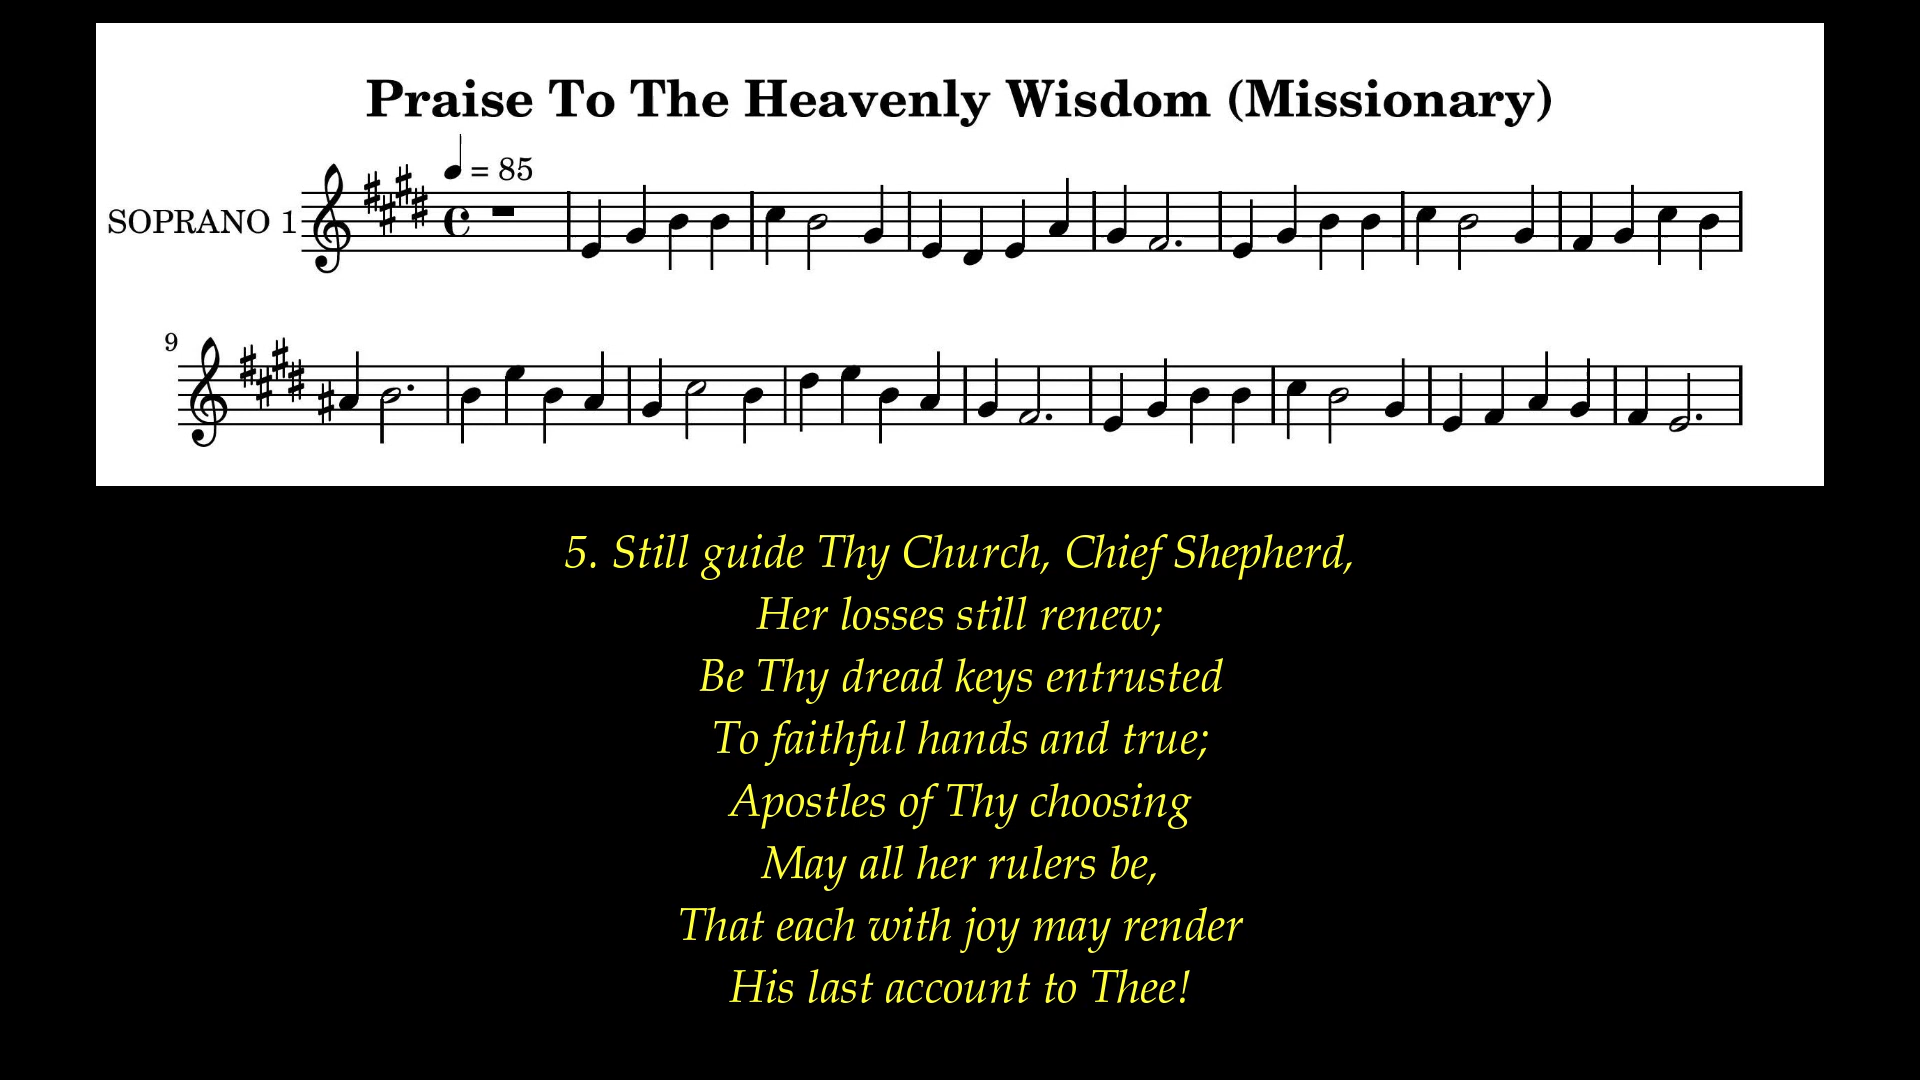 Praise To The Heavenly Wisdom (Missionary)
= 85
SOPRANO 1
9
5. Still guide Thy Church, Chief Shepherd,
Her losses still renew;
Be Thy dread keys entrusted
To faithful hands and true;
Apostles of Thy choosing
May all her rulers be,
That each with joy may render
His last account to Thee!